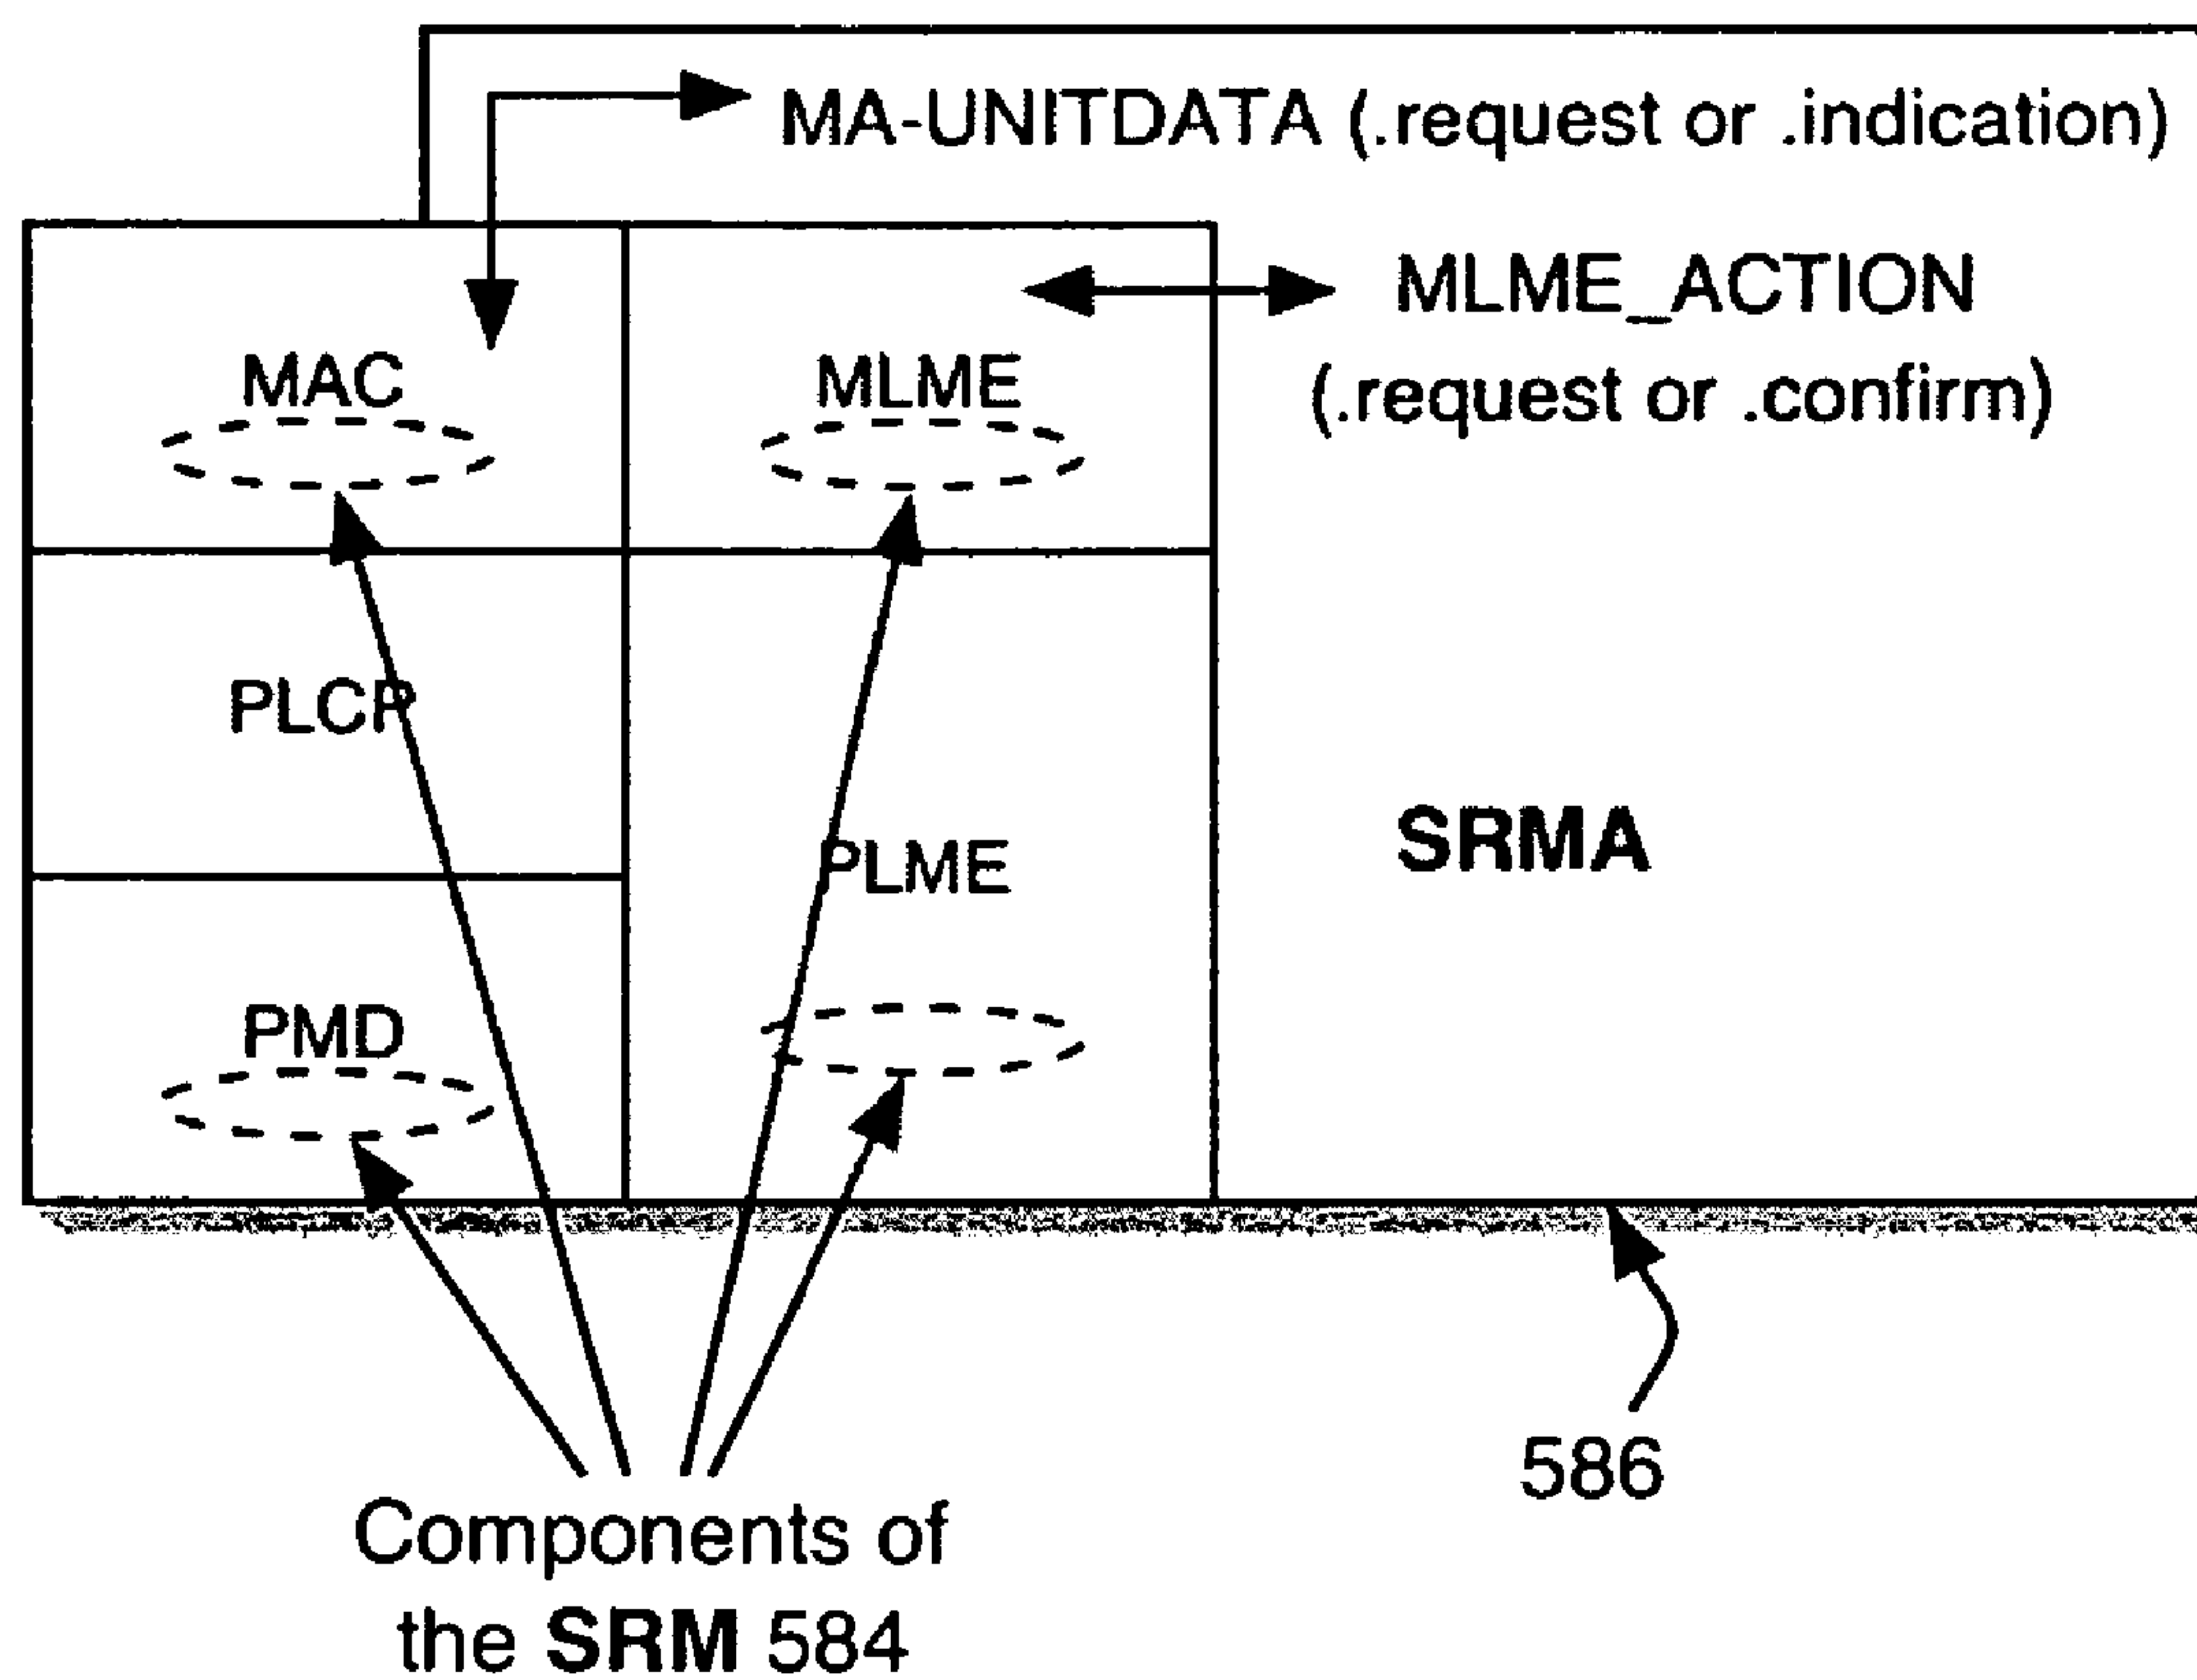 MA-UNITDATA (.request or .indication)
MLME_ACTION
(.request or .confirm)
MAC
MLME
PLCP
PLME
SRMA
PMD
586
Components of
the SRM 584